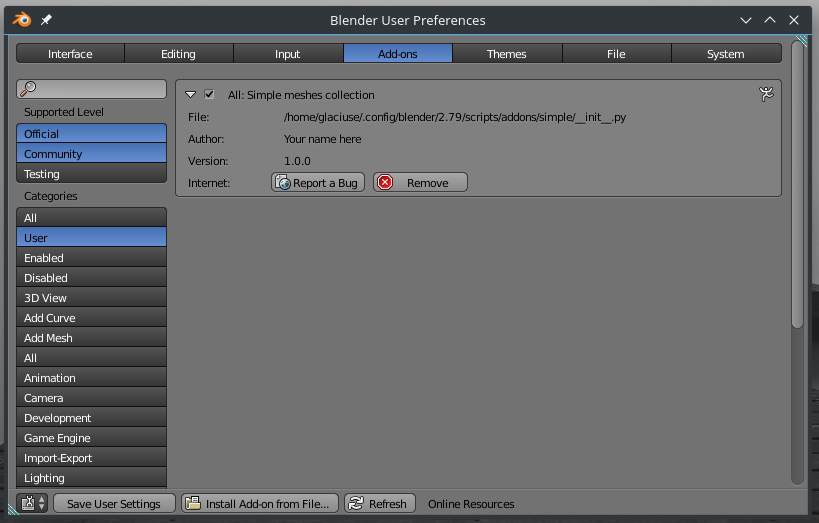 Blender User Preferences
Interface Editing Input Add-ons Themes File System
Supported Level
Official
Community
Testing
Categories
All
User
Enabled
Disabled
3D View
Add Curve
Add Mesh
All
Animation
Camera
Development
Game Engine
Import-Export
Lighting
All: Simple meshes collection
File: /home/glaciuse/.config/blender/2.79/scripts/addons/simple/__init__.py
Author: Your name here
Version: 1.0.0
Internet: Report a Bug Remove
Save User Settings Install Add-on from File... Refresh Online Resources